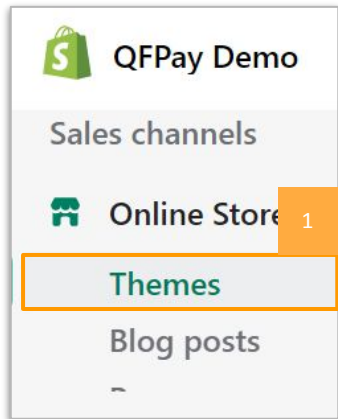 QFPay Demo
Sales channels
Online Store
1
Themes
Blog posts